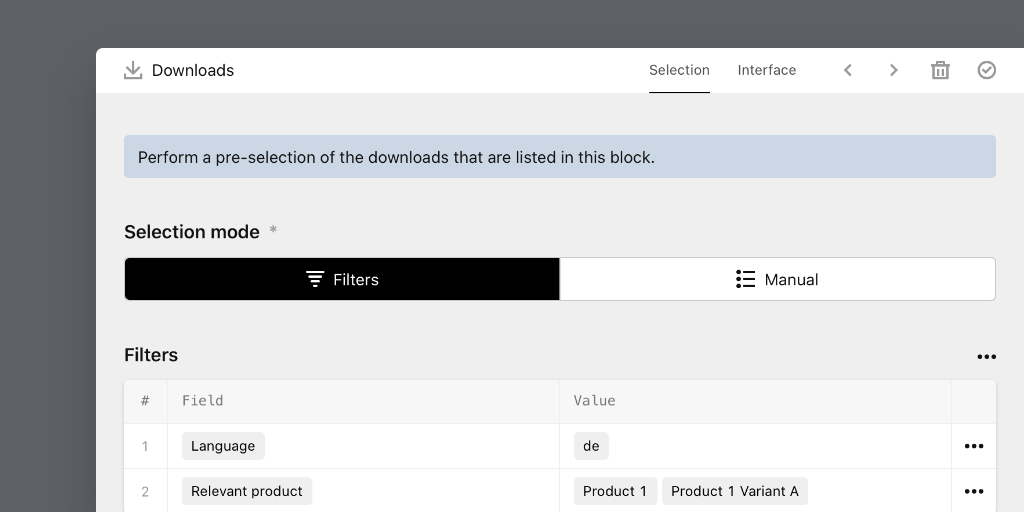 Downloads Selection Interface
Perform a pre-selection of the downloads that are listed in this block.
Selection mode *
Filters Manual
Filters
# Field Value
1 Language de
2 Relevant product Product 1 Product 1 Variant A